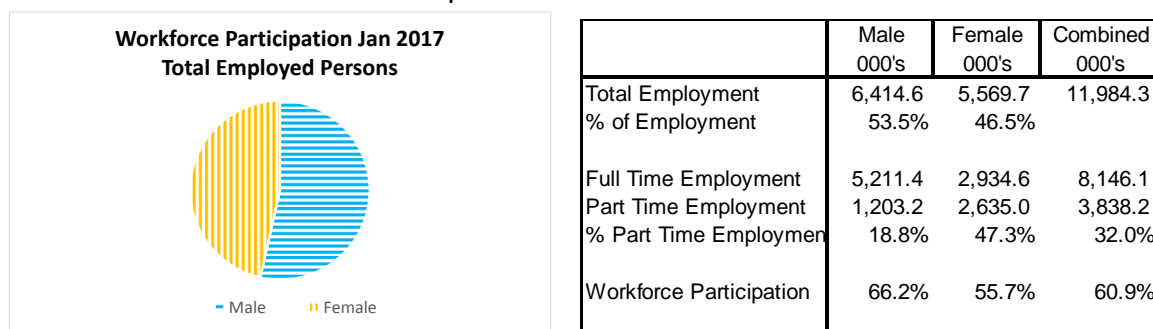 Workforce Participation Jan 2017
Total Employed Persons
Male
Female
Male Female Combined
000's 000's 000's
Total Employment 6,414.6 5,569.7 11,984.3
% of Employment 53.5% 46.5%
Full Time Employment 5,211.4 2,934.6 8,146.1
Part Time Employment 1,203.2 2,635.0 3,838.2
% Part Time Employmen 18.8% 47.3% 32.0%
Workforce Participation 66.2% 55.7% 60.9%